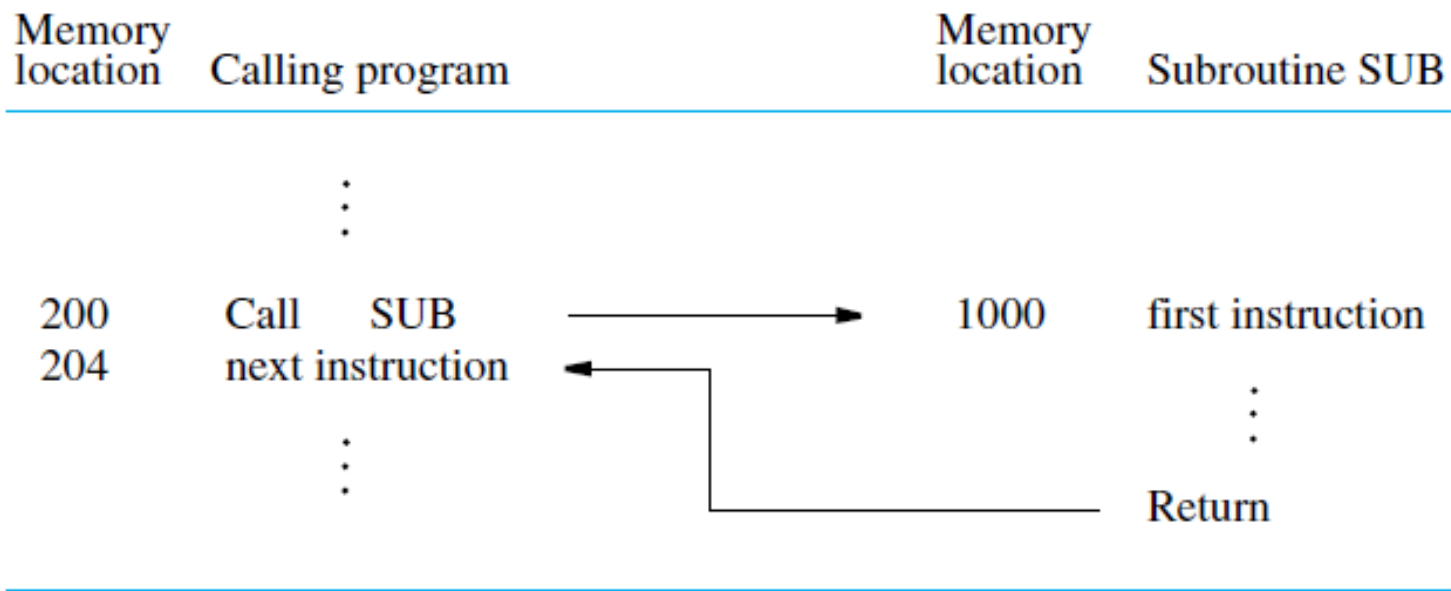 Memory Memory
location Calling program location Subroutine SUB
200 Call SUB 1000 first instruction
204 next instruction
Return